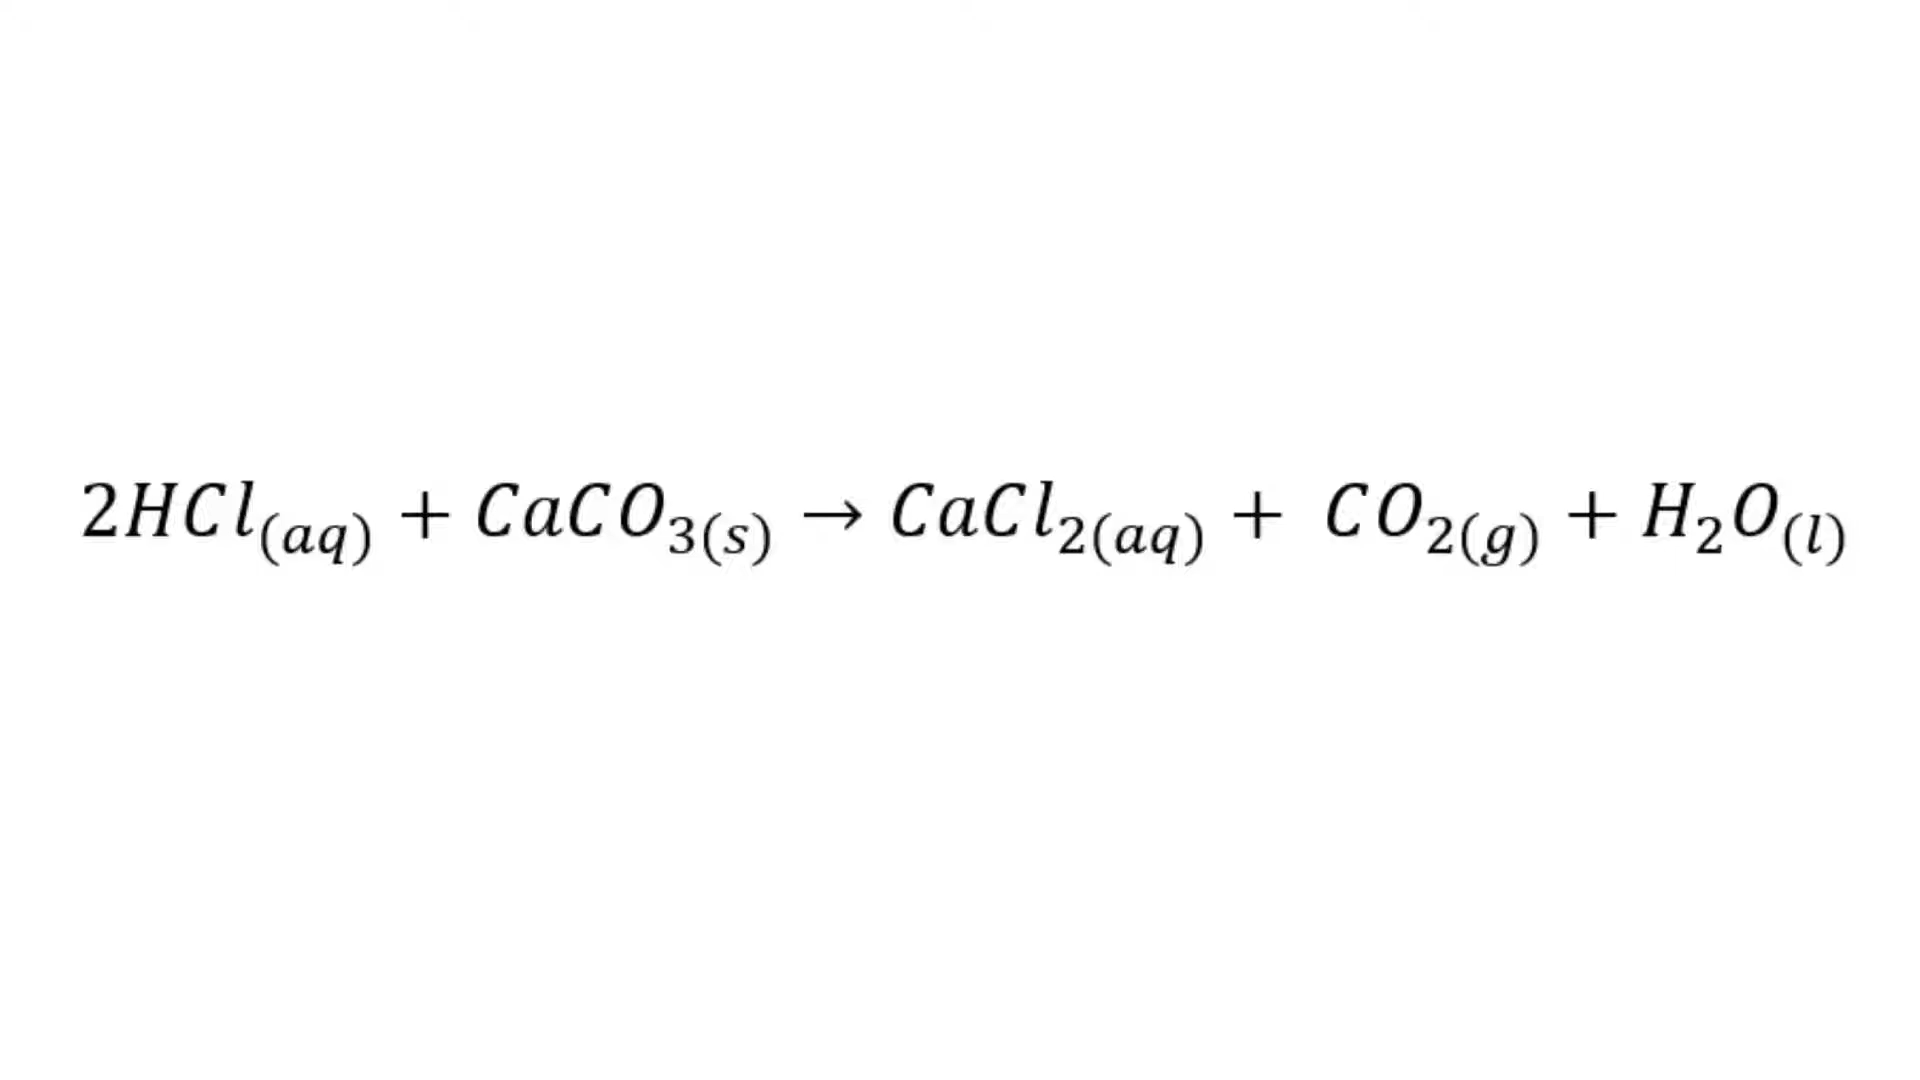 2HCl₍aq₎ + CaCO₃₍s₎ → CaCl₂₍aq₎ + CO₂₍g₎ + H₂O₍l₎